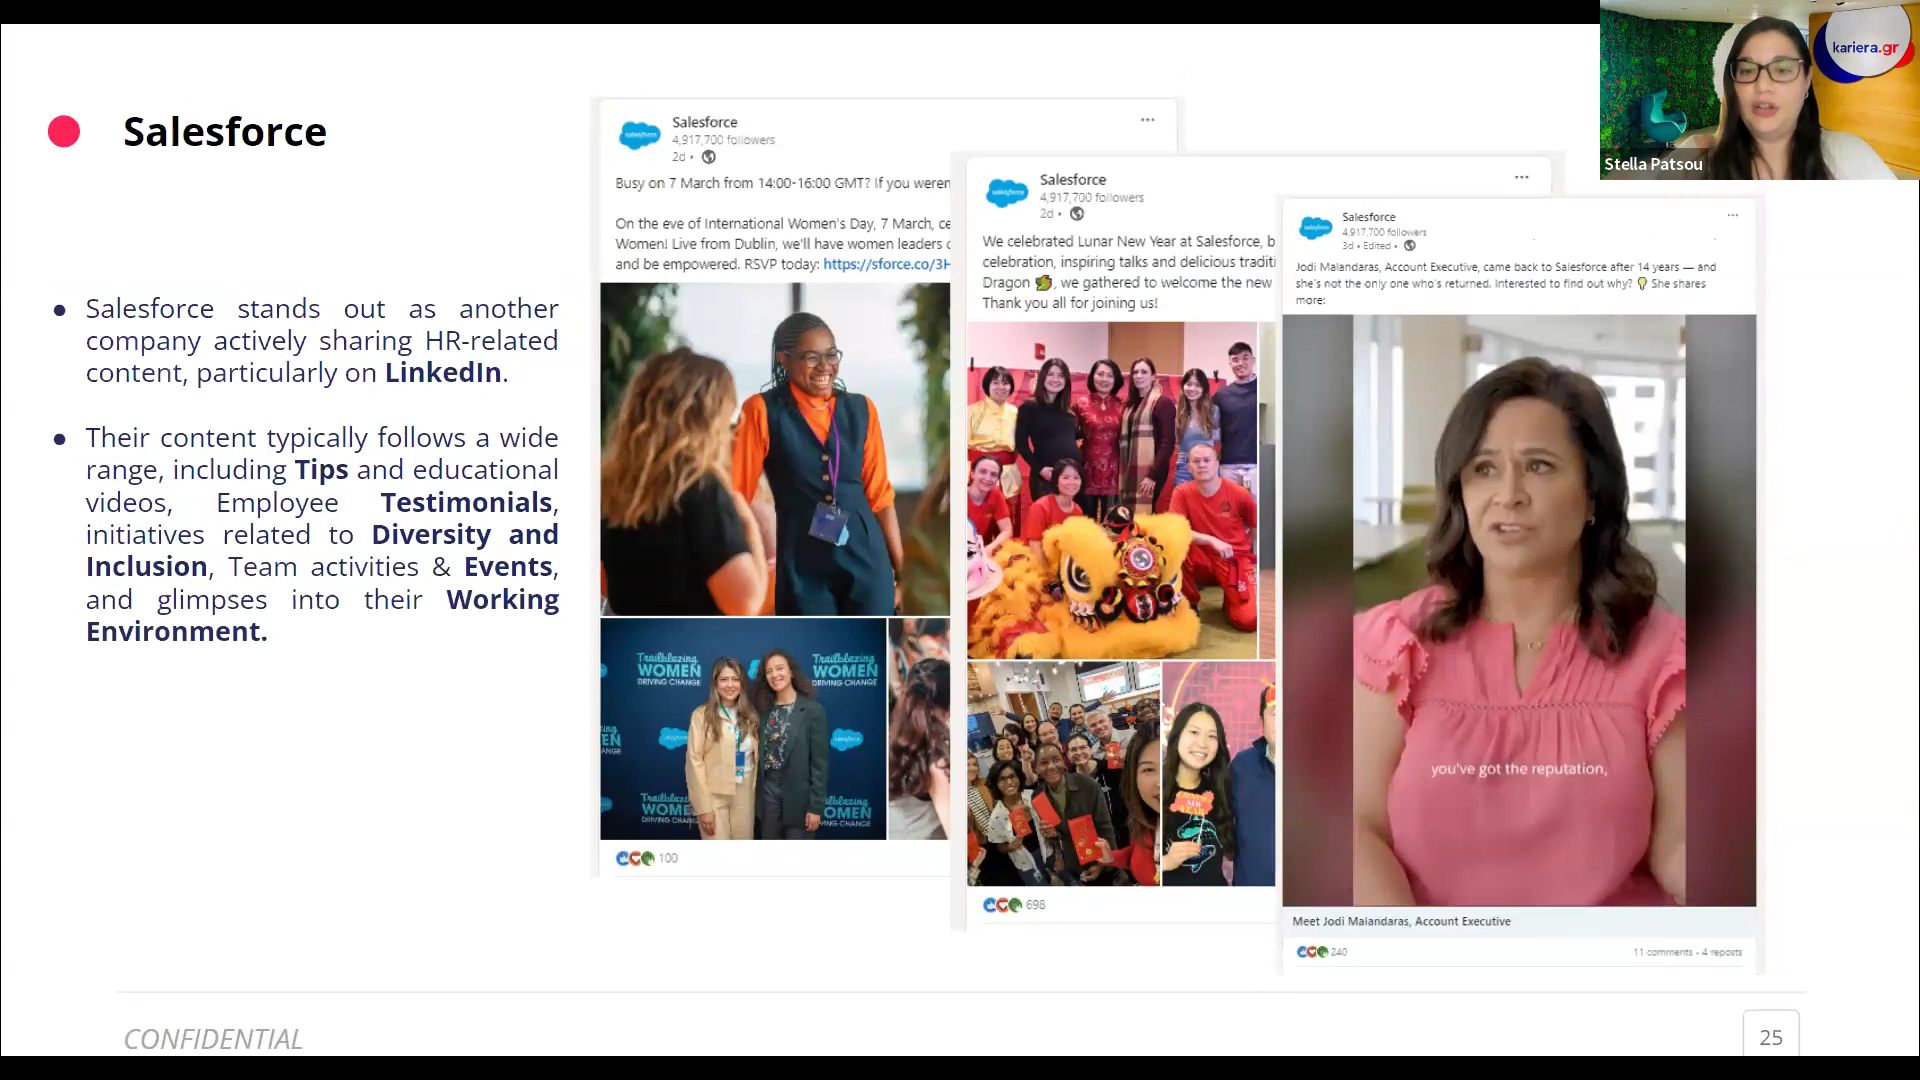 Salesforce
Salesforce stands out as another
company actively sharing HR-related
content, particularly on LinkedIn.
Their content typically follows a wide
range, including Tips and educational
videos, Employee Testimonials,
initiatives related to Diversity and
Inclusion, Team activities & Events,
and glimpses into their Working
Environment.
salesforce
Salesforce
4,917,700 followers
2d •
Busy on 7 March from 14:00-16:00 GMT? If you weren
On the eve of International Women's Day, 7 March, ce
Women! Live from Dublin, we'll have women leaders
and be empowered. RSVP today: https://sforce.co/3H
Trailblazing
WOMEN
DRIVING CHANGE
Trailblazing
WOMEN
DRIVING CHANGE
100
salesforce
Salesforce
4,917,700 followers
2d •
We celebrated Lunar New Year at Salesforce, b
celebration, inspiring talks and delicious traditi
Dragon 🐉, we gathered to welcome the new
Thank you all for joining us!
698
salesforce
Salesforce
4,917,700 followers
3d • Edited •
Jodi Maiandaras, Account Executive, came back to Salesforce after 14 years — and
she's not the only one who's returned. Interested to find out why? 👇 She shares
more:
you've got the reputation,
Meet Jodi Maiandaras, Account Executive
240
11 comments • 4 reposts
kariera.gr
Stella Patsou
CONFIDENTIAL
25